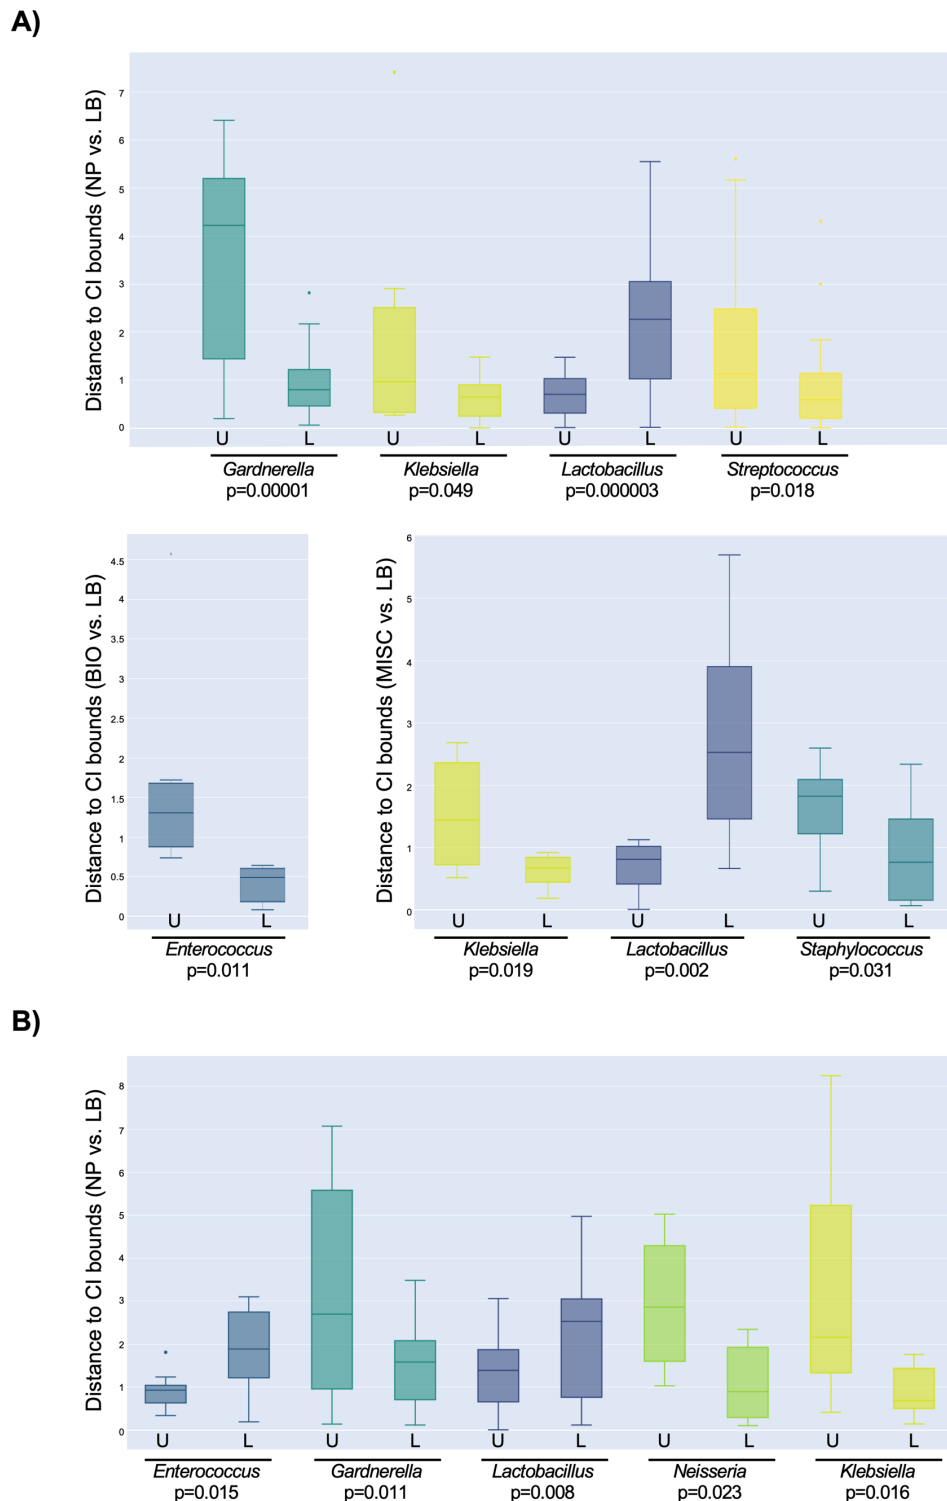 A)
Distance to CI bounds (NP vs. LB)
7
6
5
4
3
2
1
0
U L U L U L U L
Gardnerella Klebsiella Lactobacillus Streptococcus
p=0.00001 p=0.049 p=0.000003 p=0.018
Distance to CI bounds (BIO vs. LB)
4.5
4
3.5
3
2.5
2
1.5
1
0.5
0
U L
Enterococcus
p=0.011
Distance to CI bounds (MISC vs. LB)
6
5
4
3
2
1
0
U L U L U L
Klebsiella Lactobacillus Staphylococcus
p=0.019 p=0.002 p=0.031
B)
Distance to CI bounds (NP vs. LB)
8
7
6
5
4
3
2
1
0
U L U L U L U L U L
Enterococcus Gardnerella Lactobacillus Neisseria Klebsiella
p=0.015 p=0.011 p=0.008 p=0.023 p=0.016